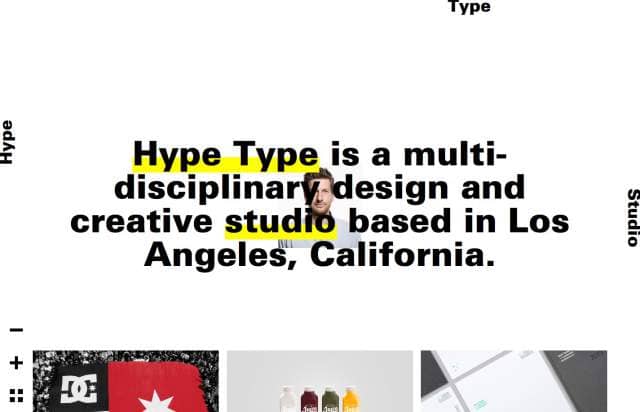 Type
Hype
Hype Type is a multi-
disciplinary design and
creative studio based in Los
Angeles, California.
Studio
DC